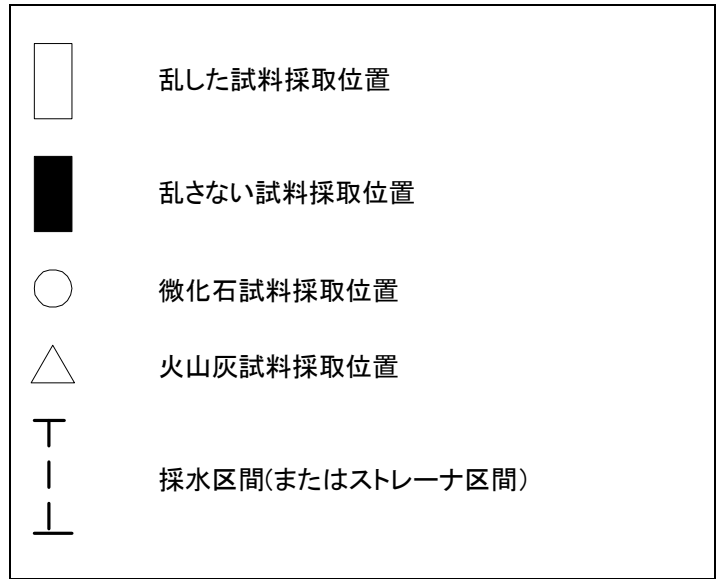 乱した試料採取位置
乱さない試料採取位置
微化石試料採取位置
火山灰試料採取位置
採水区間(またはストレーナ区間)